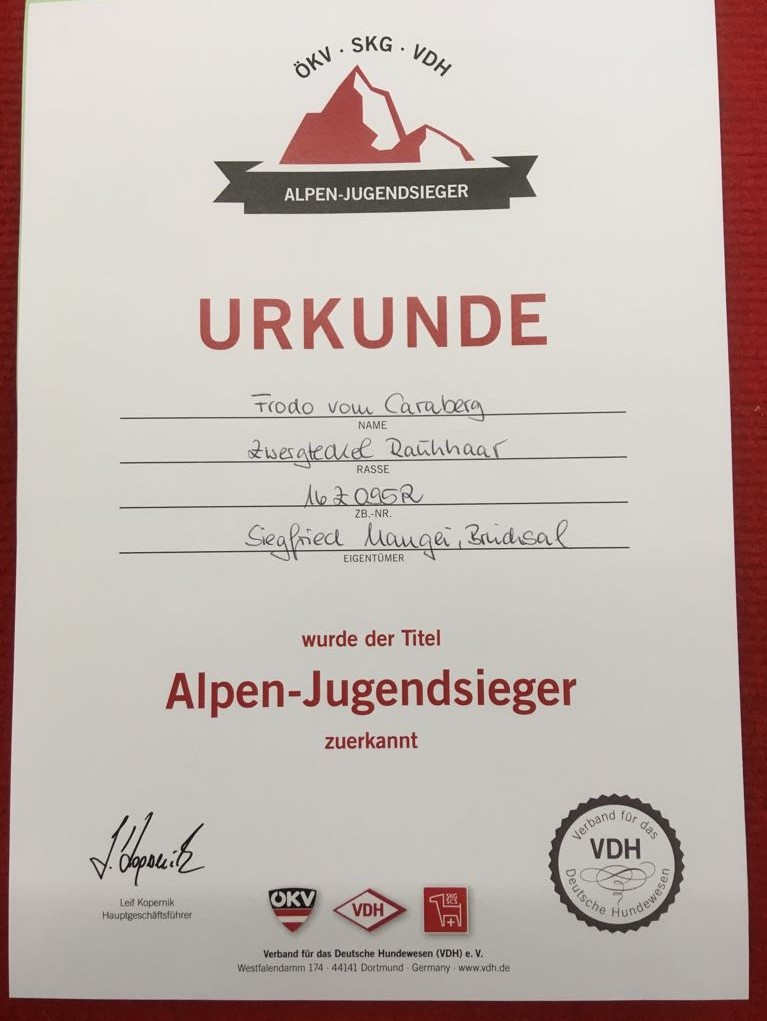 ÖKV · SKG · VDH
ALPEN-JUGENDSIEGER
URKUNDE
Frodo vom Caraberg
NAME
Zwergteckel Rauhhaar
RASSE
16Z095R
ZB.-NR.
Siegfried Mangei, Bruchsal
EIGENTÜMER
wurde der Titel
Alpen-Jugendsieger
zuerkannt
Leif Kopernik
Hauptgeschäftsführer
ÖKV
VDH
SKG
SCS
Verband für das
VDH
Deutsche Hundewesen
Verband für das Deutsche Hundewesen (VDH) e. V.
Westfalendamm 174 · 44141 Dortmund · Germany · www.vdh.de